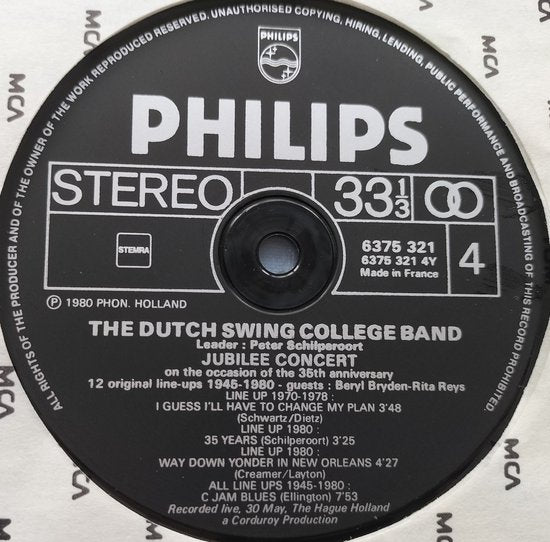 ALL RIGHTS OF THE PRODUCER AND OF THE OWNER OF THE WORK REPRODUCED RESERVED. UNAUTHORISED COPYING, HIRING, LENDING, PUBLIC PERFORMANCE AND BROADCASTING OF THIS RECORD PROHIBITED.
PHILIPS
PHILIPS
STEREO 33 1/3
STEMRA
6375 321
6375 321 4Y
Made in France
4
Ⓟ 1980 PHON. HOLLAND
THE DUTCH SWING COLLEGE BAND
Leader : Peter Schilperoort
JUBILEE CONCERT
on the occasion of the 35th anniversary
12 original line-ups 1945-1980 - guests : Beryl Bryden-Rita Reys
LINE UP 1970-1978 :
I GUESS I'LL HAVE TO CHANGE MY PLAN 3'48
(Schwartz/Dietz)
LINE UP 1980 :
35 YEARS (Schilperoort) 3'25
LINE UP 1980 :
WAY DOWN YONDER IN NEW ORLEANS 4'27
(Creamer/Layton)
ALL LINE UPS 1945-1980 :
C JAM BLUES (Ellington) 7'53
Recorded live, 30 May, The Hague Holland
a Corduroy Production
MCA
MCA
MCA
MCA
MCA
MCA
MCA